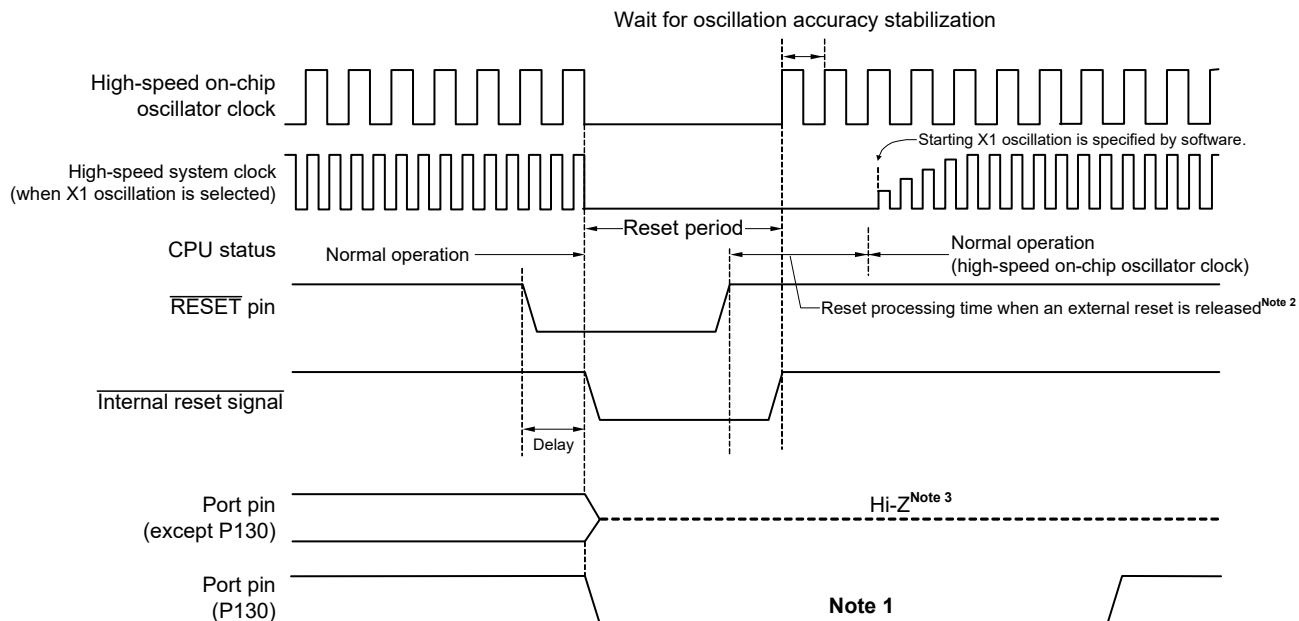 Wait for oscillation accuracy stabilization
High-speed on-chip
oscillator clock
Starting X1 oscillation is specified by software.
High-speed system clock
(when X1 oscillation is selected)
Reset period
CPU status
Normal operation
Normal operation
(high-speed on-chip oscillator clock)
RESET pin
Reset processing time when an external reset is released Note 2
Internal reset signal
Delay
Port pin
(except P130)
Hi-Z Note 3
Port pin
(P130)
Note 1